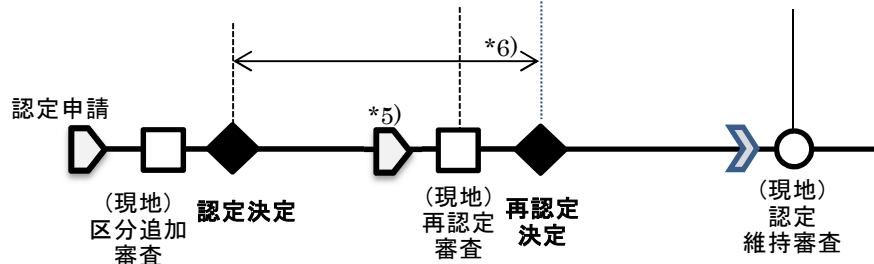 *6)
認定申請
*5)
（現地）
区分追加
審査
認定決定
（現地）
再認定
審査
再認定
決定
（現地）
認定
維持審査